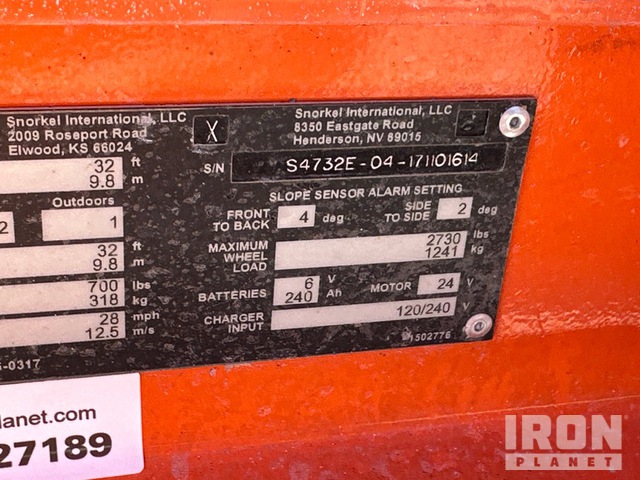 Snorkel International, LLC
2009 Roseport Road
Elwood, KS 66024
X
Snorkel International, LLC
8350 Eastgate Road
Henderson, NV 89015
S/N S4732E-04-171101614
32 ft
9.8 m
Outdoors
2 1
32 ft
9.8 m
700 lbs
318 kg
28 mph
12.5 m/s
SLOPE SENSOR ALARM SETTING
FRONT TO BACK 4 deg
SIDE TO SIDE 2 deg
MAXIMUM WHEEL LOAD
2730 lbs
1241 kg
BATTERIES
6 V
240 Ah
MOTOR 24 V
CHARGER INPUT 120/240 V
-0317
1502776
lanet.com
27189
IRON
PLANET